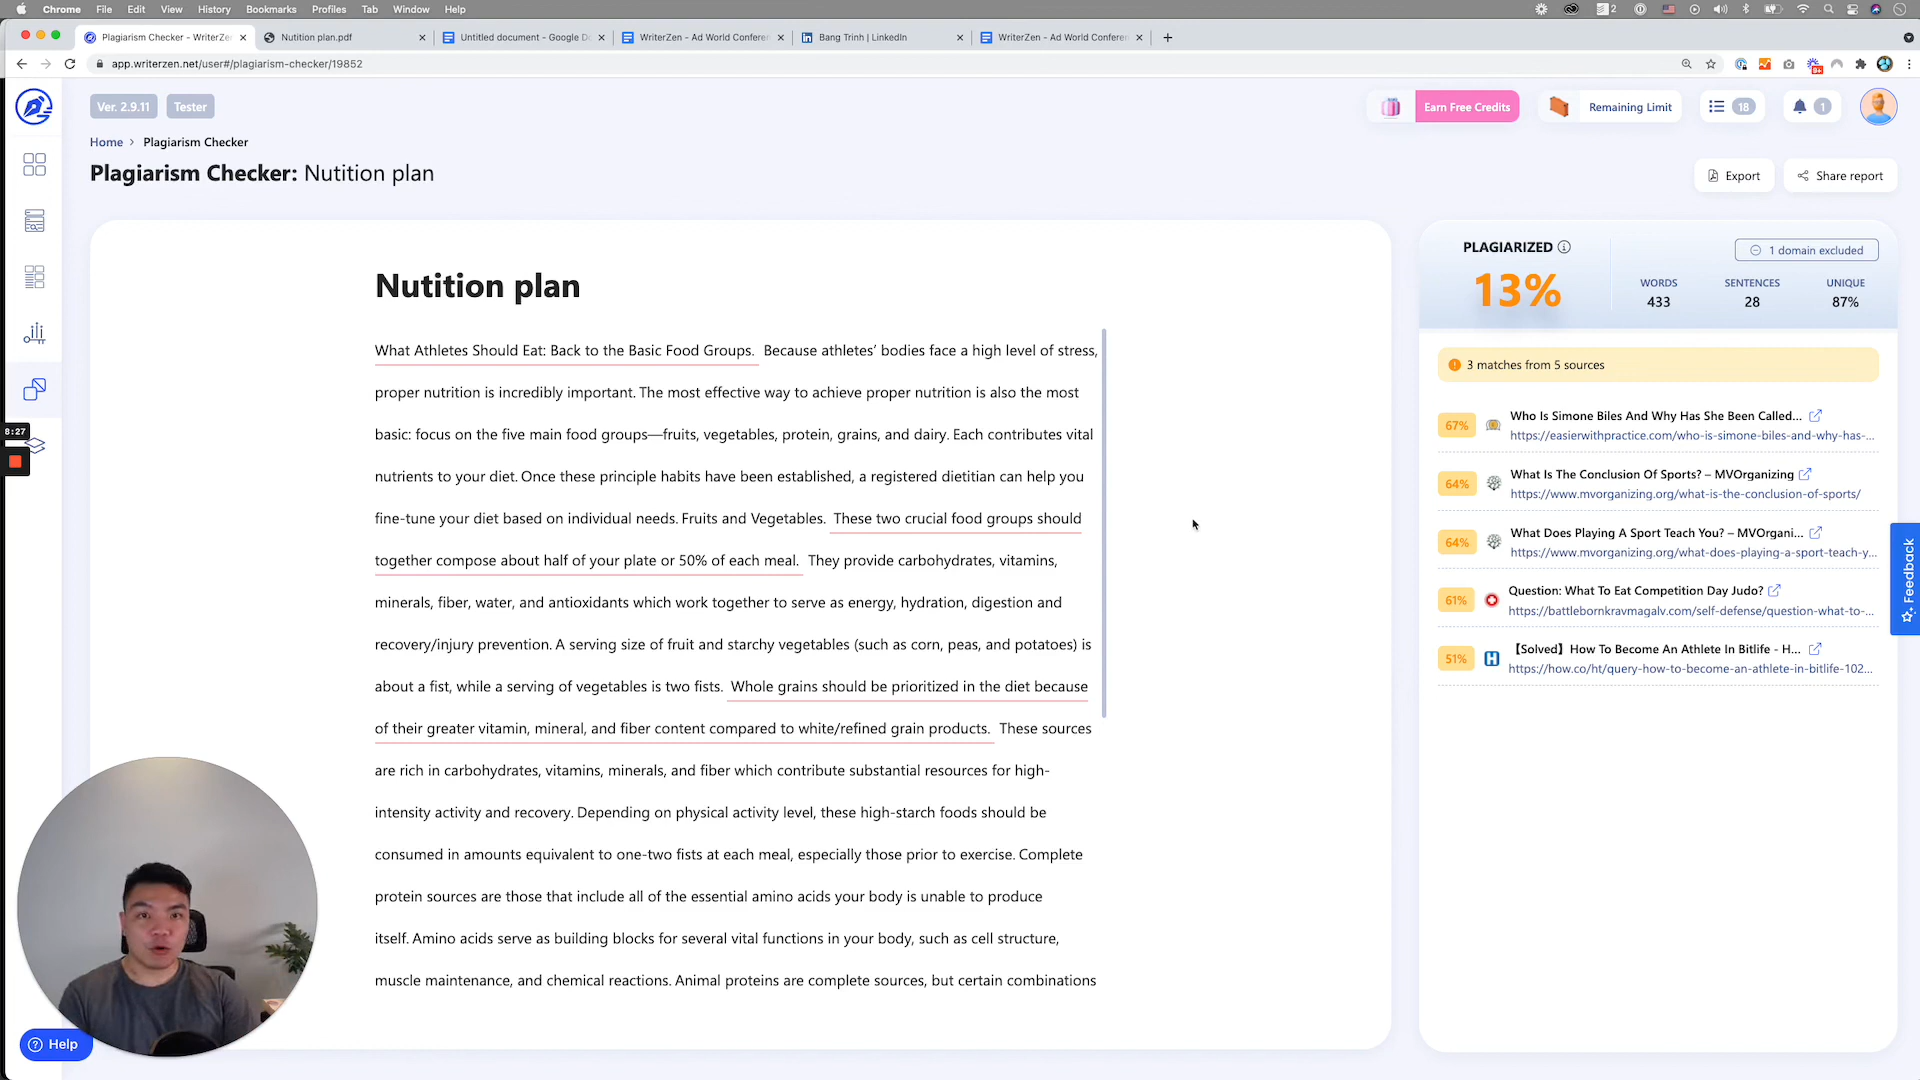 Chrome File Edit View History Bookmarks Profiles Tab Window Help
Plagiarism Checker - WriterZen
Nutition plan.pdf
Untitled document - Google Do
WriterZen - Ad World Conferen
Bang Trinh | LinkedIn
WriterZen - Ad World Conferen
app.writerzen.net/user#/plagiarism-checker/19852
Ver. 2.9.11 Tester
Earn Free Credits
Remaining Limit
18
1
Home > Plagiarism Checker
Plagiarism Checker: Nutition plan
Export
Share report
Nutition plan
What Athletes Should Eat: Back to the Basic Food Groups. Because athletes’ bodies face a high level of stress,
proper nutrition is incredibly important. The most effective way to achieve proper nutrition is also the most
basic: focus on the five main food groups—fruits, vegetables, protein, grains, and dairy. Each contributes vital
nutrients to your diet. Once these principle habits have been established, a registered dietitian can help you
fine-tune your diet based on individual needs. Fruits and Vegetables. These two crucial food groups should
together compose about half of your plate or 50% of each meal. They provide carbohydrates, vitamins,
minerals, fiber, water, and antioxidants which work together to serve as energy, hydration, digestion and
recovery/injury prevention. A serving size of fruit and starchy vegetables (such as corn, peas, and potatoes) is
about a fist, while a serving of vegetables is two fists. Whole grains should be prioritized in the diet because
of their greater vitamin, mineral, and fiber content compared to white/refined grain products. These sources
are rich in carbohydrates, vitamins, minerals, and fiber which contribute substantial resources for high-
intensity activity and recovery. Depending on physical activity level, these high-starch foods should be
consumed in amounts equivalent to one-two fists at each meal, especially those prior to exercise. Complete
protein sources are those that include all of the essential amino acids your body is unable to produce
itself. Amino acids serve as building blocks for several vital functions in your body, such as cell structure,
muscle maintenance, and chemical reactions. Animal proteins are complete sources, but certain combinations
PLAGIARIZED
13%
1 domain excluded
WORDS SENTENCES UNIQUE
433 28 87%
3 matches from 5 sources
67% Who Is Simone Biles And Why Has She Been Called...
https://easierwithpractice.com/who-is-simone-biles-and-why-has-...
64% What Is The Conclusion Of Sports? – MVOrganizing
https://www.mvorganizing.org/what-is-the-conclusion-of-sports/
64% What Does Playing A Sport Teach You? – MVOrgani...
https://www.mvorganizing.org/what-does-playing-a-sport-teach-y...
61% Question: What To Eat Competition Day Judo?
https://battlebornkravmagalv.com/self-defense/question-what-to-...
51% 【Solved】How To Become An Athlete In Bitlife - H...
https://how.co/ht/query-how-to-become-an-athlete-in-bitlife-102...
Feedback
8:27
Help